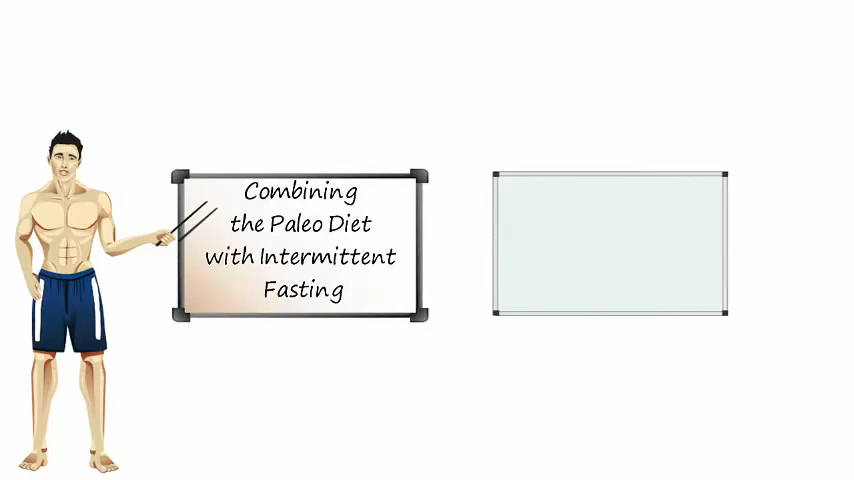 Combining
the Paleo Diet
with Intermittent
Fasting